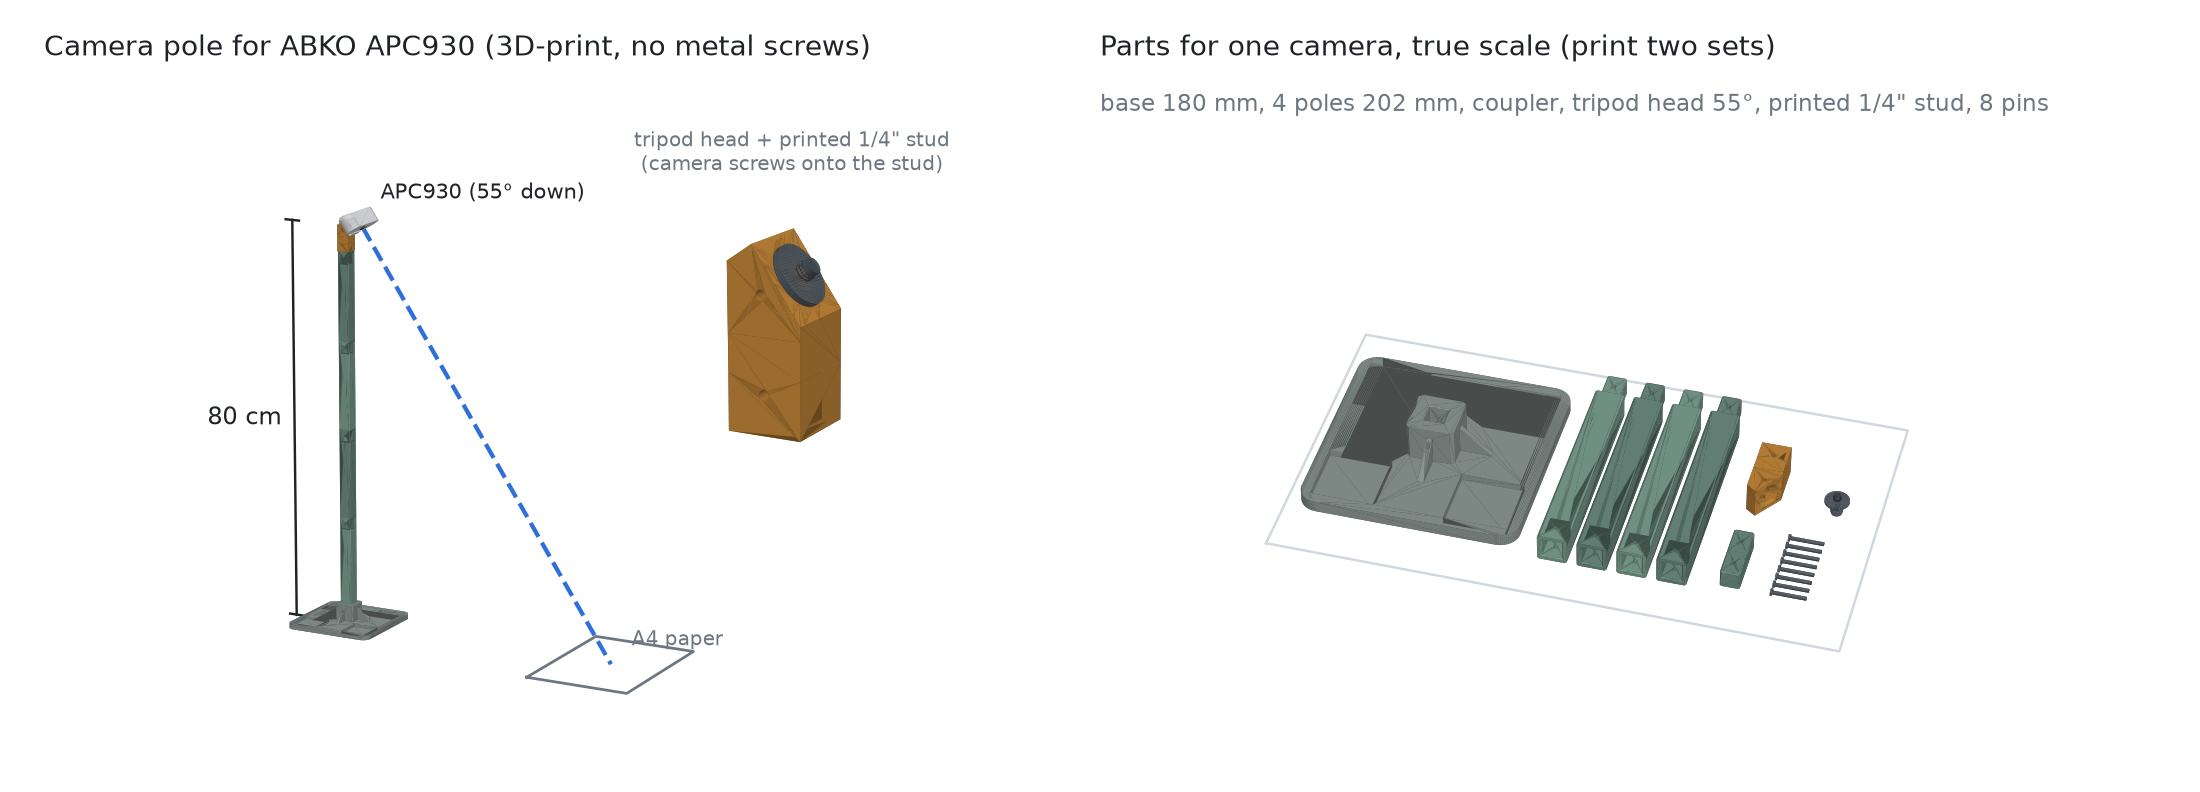 Camera pole for ABKO APC930 (3D-print, no metal screws)
tripod head + printed 1/4" stud
(camera screws onto the stud)
APC930 (55° down)
80 cm
A4 paper
Parts for one camera, true scale (print two sets)
base 180 mm, 4 poles 202 mm, coupler, tripod head 55°, printed 1/4" stud, 8 pins